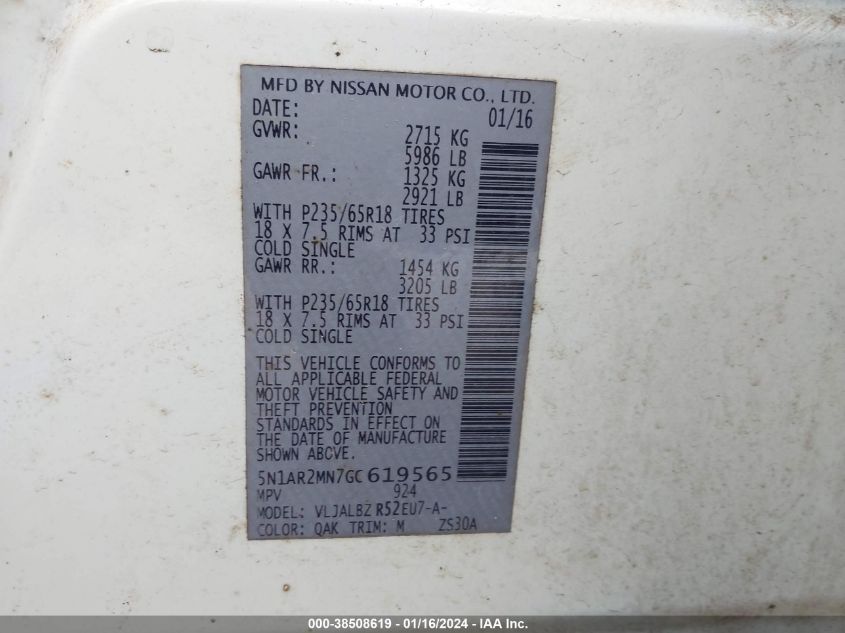 MFD BY NISSAN MOTOR CO., LTD.
DATE: 01/16
GVWR: 2715 KG
5986 LB
GAWR FR.: 1325 KG
2921 LB
WITH P235/65R18 TIRES
18 X 7.5 RIMS AT 33 PSI
COLD SINGLE
GAWR RR.: 1454 KG
3205 LB
WITH P235/65R18 TIRES
18 X 7.5 RIMS AT 33 PSI
COLD SINGLE
THIS VEHICLE CONFORMS TO
ALL APPLICABLE FEDERAL
MOTOR VEHICLE SAFETY AND
THEFT PREVENTION
STANDARDS IN EFFECT ON
THE DATE OF MANUFACTURE
SHOWN ABOVE.
5N1AR2MN7GC619565
MPV 924
MODEL: VLJALBZ R52EU7-A-
COLOR: QAK TRIM: M ZS30A
000-38508619 - 01/16/2024 - IAA Inc.